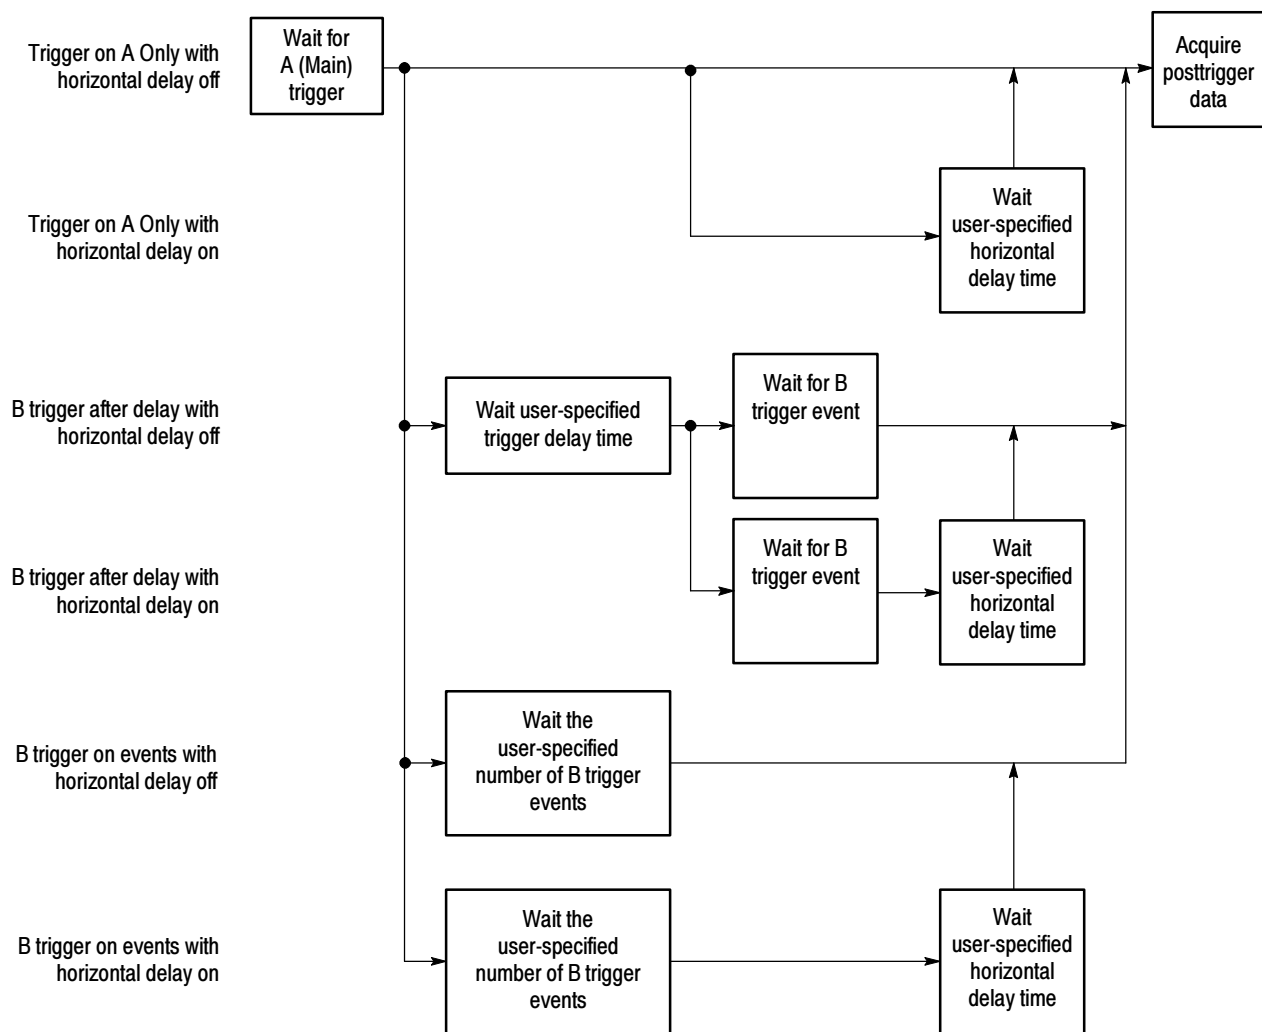 Trigger on A Only with
horizontal delay off
Wait for
A (Main)
trigger
Acquire
posttrigger
data
Trigger on A Only with
horizontal delay on
Wait
user-specified
horizontal
delay time
B trigger after delay with
horizontal delay off
Wait user-specified
trigger delay time
Wait for B
trigger event
B trigger after delay with
horizontal delay on
Wait for B
trigger event
Wait
user-specified
horizontal
delay time
B trigger on events with
horizontal delay off
Wait the
user-specified
number of B trigger
events
B trigger on events with
horizontal delay on
Wait the
user-specified
number of B trigger
events
Wait
user-specified
horizontal
delay time